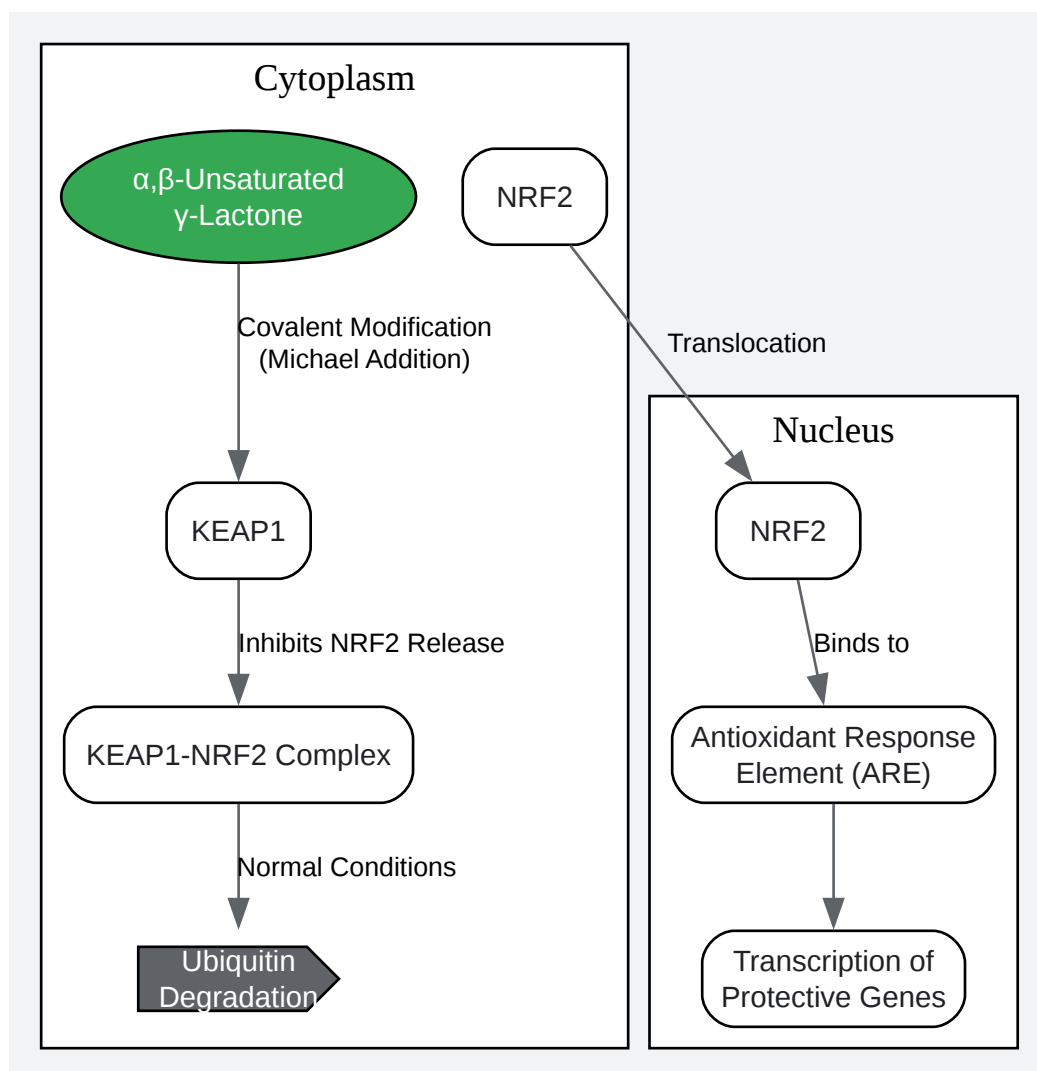 Cytoplasm
α,β-Unsaturated
γ-Lactone
NRF2
Covalent Modification
(Michael Addition)
Translocation
KEAP1
Inhibits NRF2 Release
KEAP1-NRF2 Complex
Normal Conditions
Ubiquitin
Degradation
Nucleus
NRF2
Binds to
Antioxidant Response
Element (ARE)
Transcription of
Protective Genes